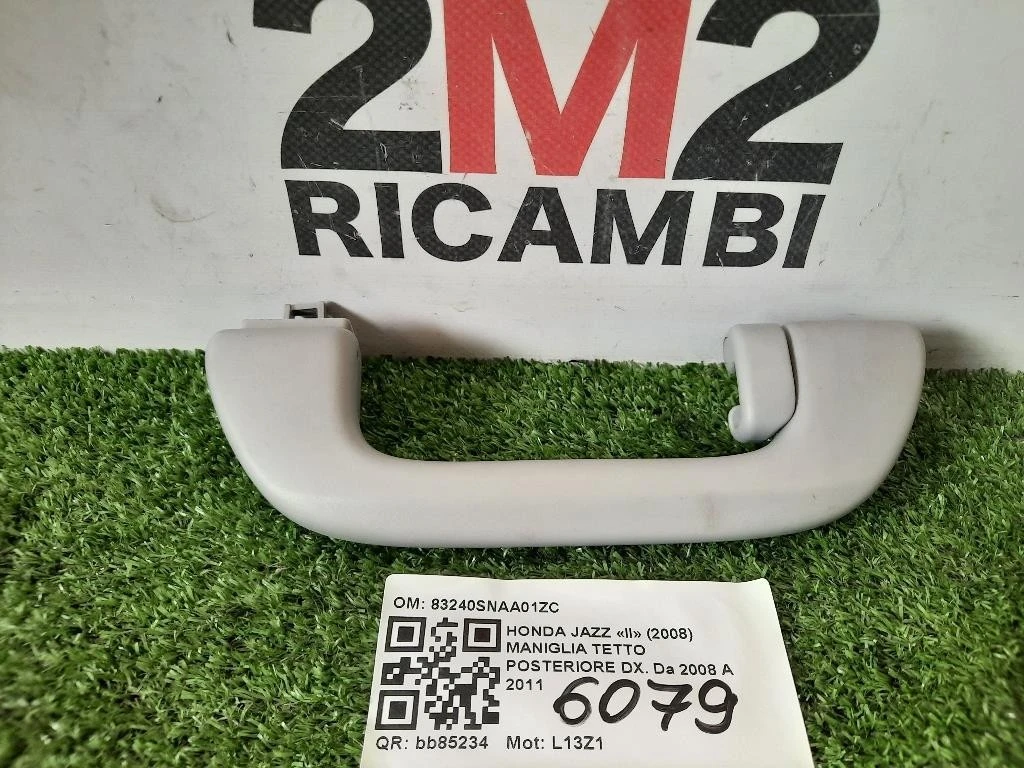 2M2
RICAMBI
OM: 83240SNAA01ZC
HONDA JAZZ «II» (2008)
MANIGLIA TETTO
POSTERIORE DX. Da 2008 A
2011
6079
QR: bb85234 Mot: L13Z1